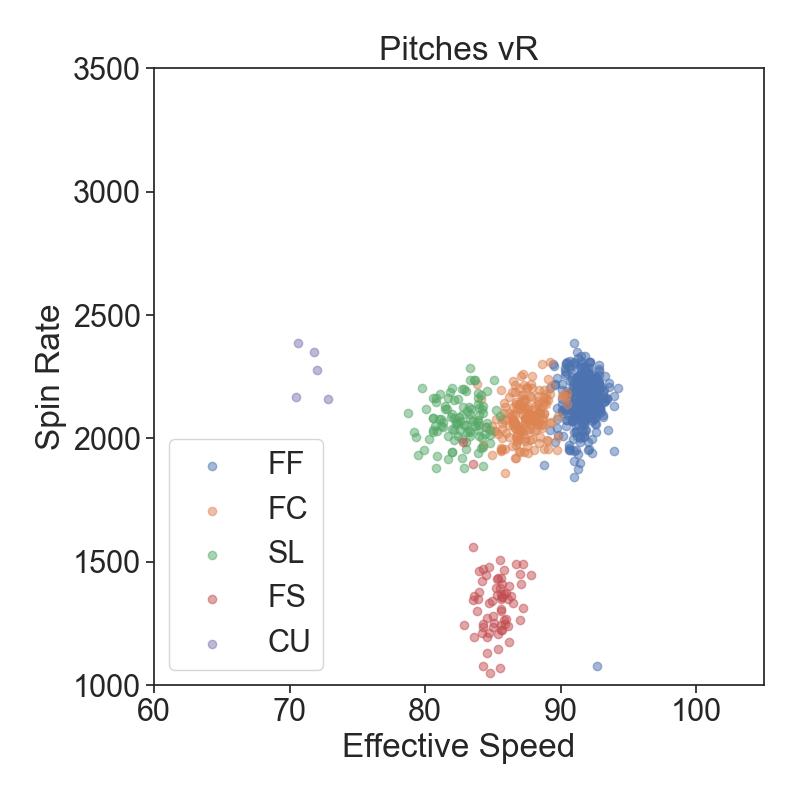 Pitches vR
3500
3000
2500
2000
1500
1000
Spin Rate
FF
FC
SL
FS
CU
60 70 80 90 100
Effective Speed